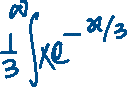 ∞
1/3 ∫ xe^{-x/3}